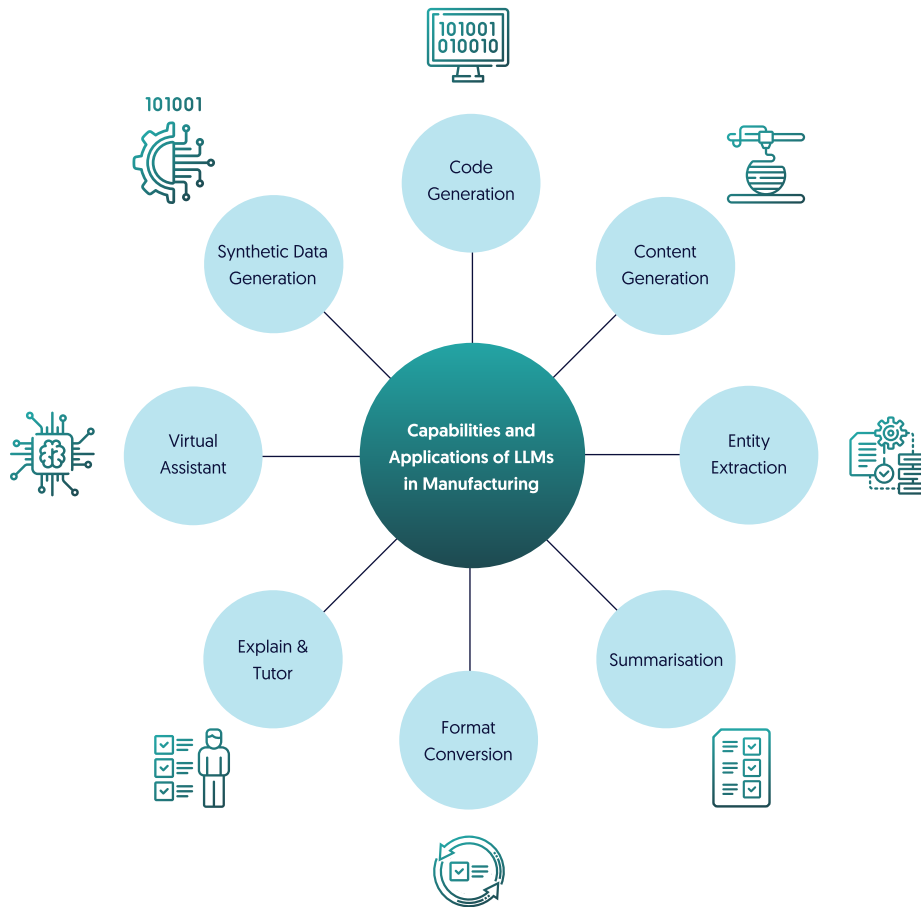 101001
010010
101001
Code
Generation
Synthetic Data
Generation
Content
Generation
Capabilities and
Applications of LLMs
in Manufacturing
Virtual
Assistant
Entity
Extraction
Explain &
Tutor
Summarisation
Format
Conversion